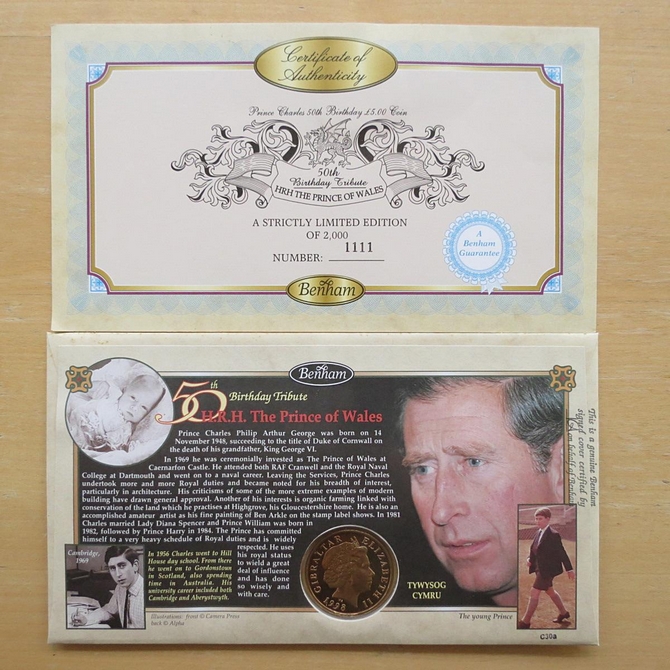 Certificate of
Authenticity
Prince Charles 50th Birthday £5.00 Coin
50th
Birthday Tribute
HRH THE PRINCE OF WALES
A STRICTLY LIMITED EDITION
OF 2,000
1111
NUMBER:
A
Benham
Guarantee
Benham
Benham
50th
Birthday Tribute
H.R.H. The Prince of Wales
Prince Charles Philip Arthur George was born on 14
November 1948, succeeding to the title of Duke of Cornwall on
the death of his grandfather, King George VI.
In 1969 he was ceremonially invested as The Prince of Wales at
Caernarfon Castle. He attended both RAF Cranwell and the Royal Naval
College at Dartmouth and went on to a naval career. Leaving the Services, Prince Charles
undertook more and more Royal duties and became noted for his breadth of interest,
particularly in architecture. His criticisms of some of the more extreme examples of modern
building have drawn general approval. Another of his interests is organic farming linked with
conservation of the land which he practises at Highgrove, his Gloucestershire home. He is also an
accomplished amateur artist as his fine painting of Ben Arkle on the stamp label shows. In 1981
Charles married Lady Diana Spencer and Prince William was born in
1982, followed by Prince Harry in 1984. The Prince has committed
himself to a very heavy schedule of Royal duties and is widely
respected. He uses
his royal status
to wield a great
deal of influence
and has done
so wisely and
with care.
Cambridge,
1969
In 1956 Charles went to Hill
House day school. From there
he went on to Gordonstoun
in Scotland, also spending
time in Australia. His
university career included both
Cambridge and Aberystwyth.
Illustrations: front © Camera Press
back © Alpha
GIBRALTAR
1998
ELIZABETH II
TYWYSOG
CYMRU
The young Prince
C20a
This is a genuine Benham
signed cover certified by
on behalf of Benham